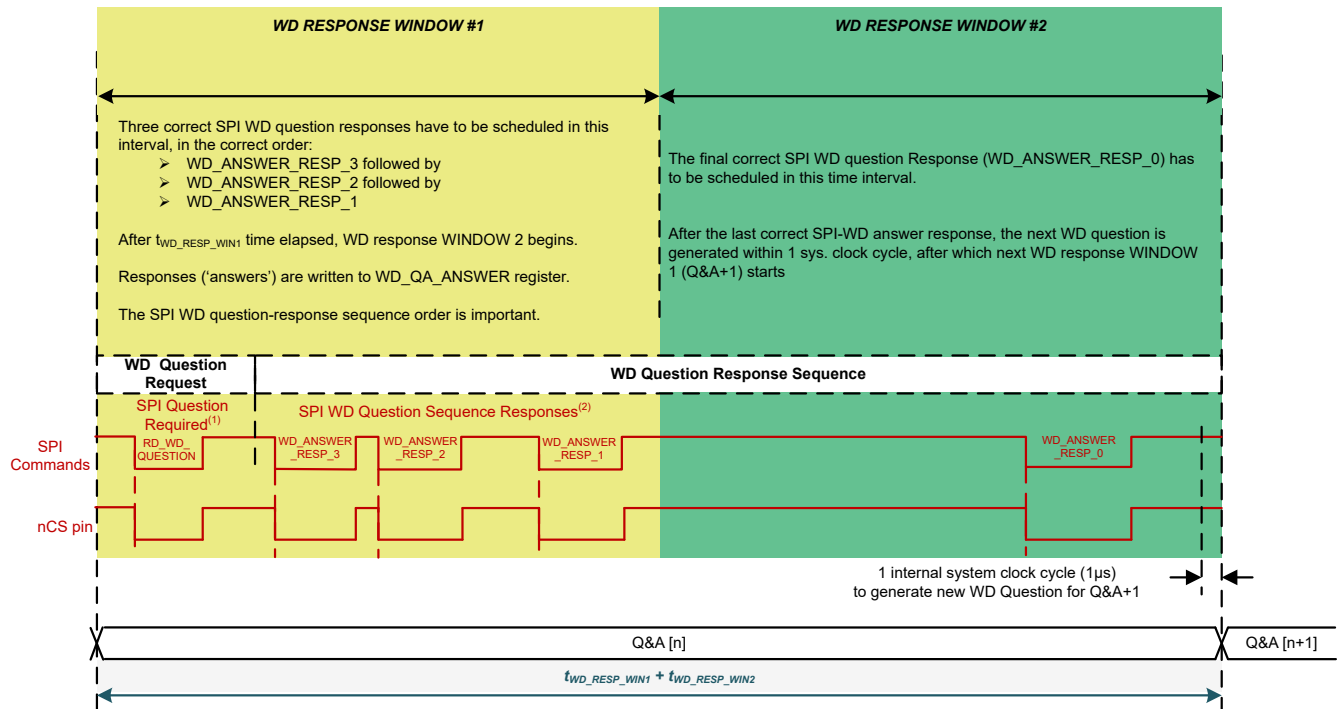 WD RESPONSE WINDOW #1
WD RESPONSE WINDOW #2
Three correct SPI WD question responses have to be scheduled in this
interval, in the correct order:
➢ WD_ANSWER_RESP_3 followed by
➢ WD_ANSWER_RESP_2 followed by
➢ WD_ANSWER_RESP_1
After tWD_RESP_WIN1 time elapsed, WD response WINDOW 2 begins.
Responses (‘answers’) are written to WD_QA_ANSWER register.
The SPI WD question-response sequence order is important.
The final correct SPI WD question Response (WD_ANSWER_RESP_0) has
to be scheduled in this time interval.
After the last correct SPI-WD answer response, the next WD question is
generated within 1 sys. clock cycle, after which next WD response WINDOW
1 (Q&A+1) starts
WD Question
Request
WD Question Response Sequence
SPI Question
Required(1)
SPI WD Question Sequence Responses(2)
SPI
Commands
RD_WD_
QUESTION
WD_ANSWER
_RESP_3
WD_ANSWER
_RESP_2
WD_ANSWER
_RESP_1
WD_ANSWER
_RESP_0
nCS pin
1 internal system clock cycle (1µs)
to generate new WD Question for Q&A+1
Q&A [n]
Q&A [n+1]
tWD_RESP_WIN1 + tWD_RESP_WIN2